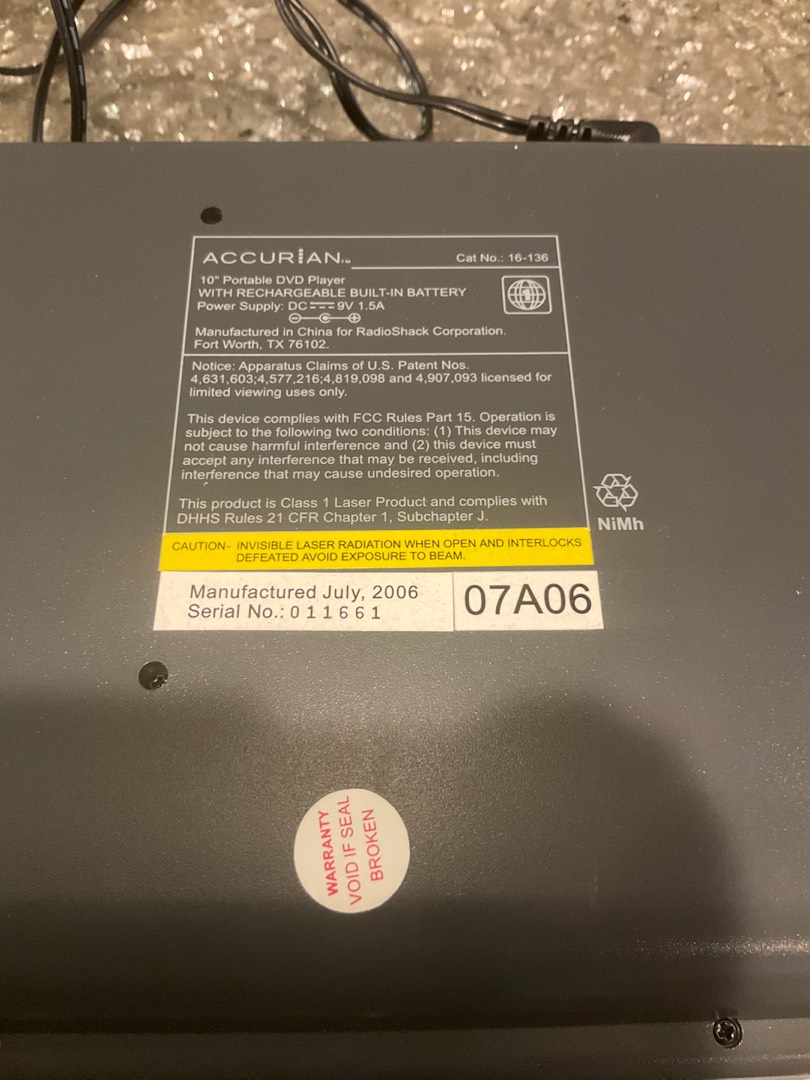 ACCURIAN™
Cat No.: 16-136
10" Portable DVD Player
WITH RECHARGEABLE BUILT-IN BATTERY
Power Supply: DC 9V 1.5A
1
Manufactured in China for RadioShack Corporation.
Fort Worth, TX 76102.
Notice: Apparatus Claims of U.S. Patent Nos.
4,631,603;4,577,216;4,819,098 and 4,907,093 licensed for
limited viewing uses only.
This device complies with FCC Rules Part 15. Operation is
subject to the following two conditions: (1) This device may
not cause harmful interference and (2) this device must
accept any interference that may be received, including
interference that may cause undesired operation.
This product is Class 1 Laser Product and complies with
DHHS Rules 21 CFR Chapter 1, Subchapter J.
NiMh
CAUTION- INVISIBLE LASER RADIATION WHEN OPEN AND INTERLOCKS
DEFEATED AVOID EXPOSURE TO BEAM.
Manufactured July, 2006
Serial No.: 011661
07A06
WARRANTY
VOID IF SEAL
BROKEN